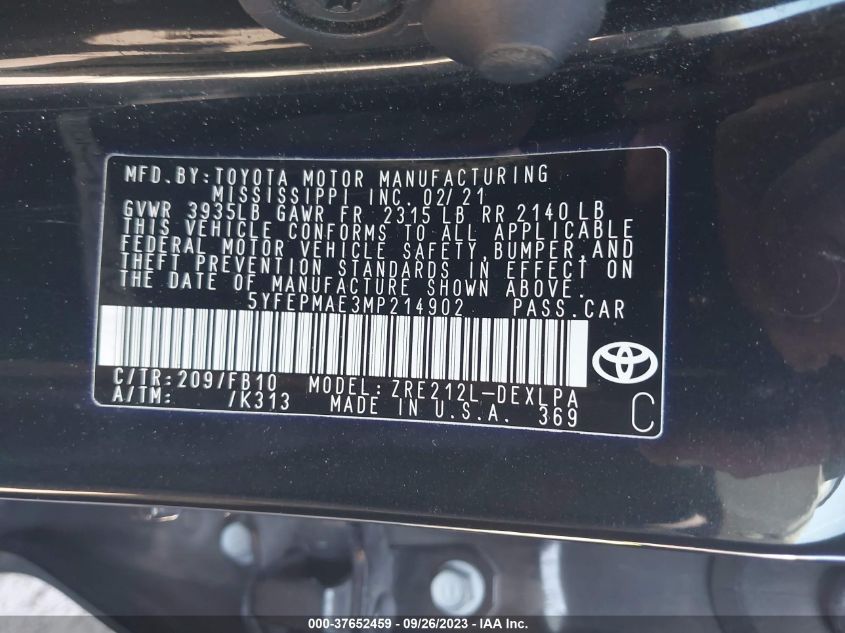 MFD.BY:TOYOTA MOTOR MANUFACTURING
MISSISSIPPI INC. 02/21
GVWR 3935LB GAWR FR 2315 LB RR 2140 LB
THIS VEHICLE CONFORMS TO ALL APPLICABLE
FEDERAL MOTOR VEHICLE SAFETY,BUMPER,AND
THEFT PREVENTION STANDARDS IN EFFECT ON
THE DATE OF MANUFACTURE SHOWN ABOVE.
5YFEPMAE3MP214902 PASS.CAR
C/TR:209/FB10 MODEL:ZRE212L-DEXLPA
A/TM: /K313 MADE IN U.S.A. 369 C
000-37652459 - 09/26/2023 - IAA Inc.